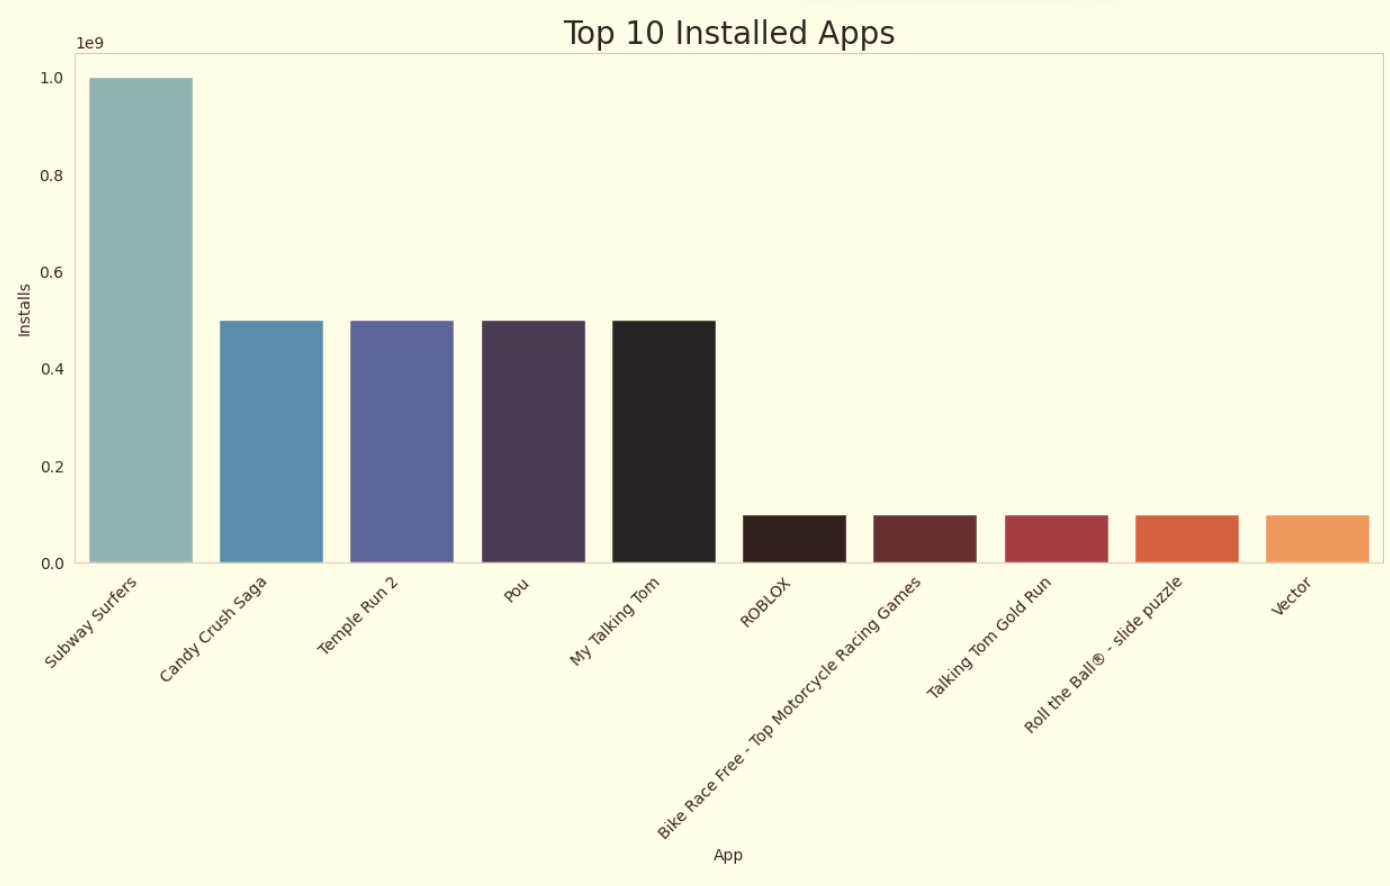 Top 10 Installed Apps
1e9
1.0
0.8
0.6
0.4
0.2
0.0
Installs
Subway Surfers
Candy Crush Saga
Temple Run 2
Pou
My Talking Tom
ROBLOX
Bike Race Free - Top Motorcycle Racing Games
Talking Tom Gold Run
Roll the Ball® - slide puzzle
Vector
App